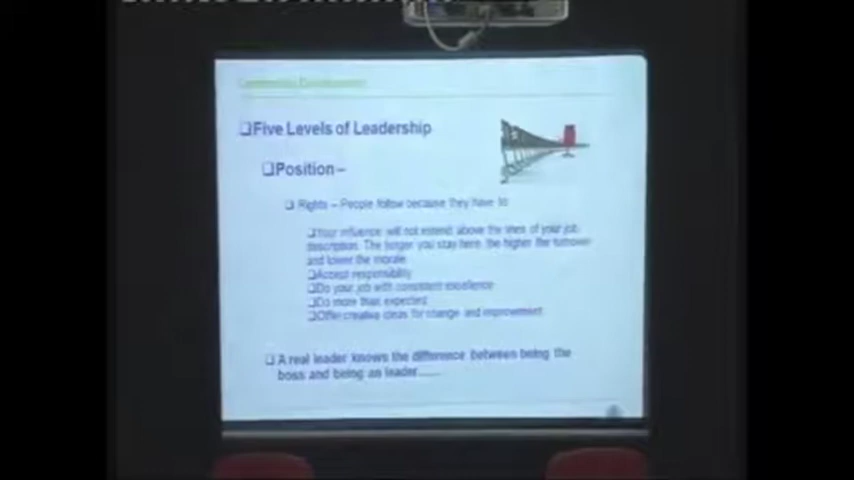 Five Levels of Leadership
Position –
Rights – People follow because they have to
Your influence will not extend above the lines of your job
description. The longer you stay here, the higher the turnover
and lower the morale.
Accept responsibility
Do your job with consistent excellence
Do more than expected
Offer creative ideas for change and improvement
A real leader knows the difference between being the
boss and being an leader......